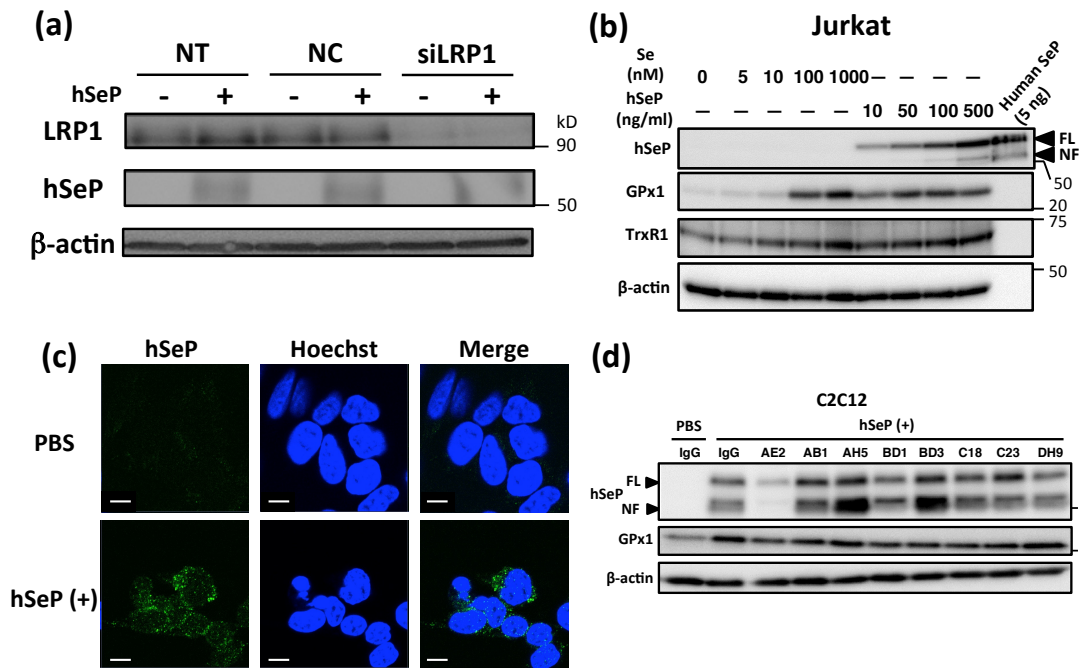 (a)
NT NC siLRP1
hSeP - + - + - +
LRP1
kD
90
hSeP
50
β-actin
(b)
Jurkat
Se
(nM) 0 5 10 100 1000 — — — —
hSeP
(ng/ml) — — — — — 10 50 100 500
Human SeP
(5 ng)
hSeP
FL
NF
50
GPx1
20
TrxR1
75
β-actin
50
(c)
hSeP Hoechst Merge
PBS
hSeP (+)
(d)
C2C12
PBS hSeP (+)
IgG IgG AE2 AB1 AH5 BD1 BD3 C18 C23 DH9
FL
hSeP
NF
GPx1
β-actin